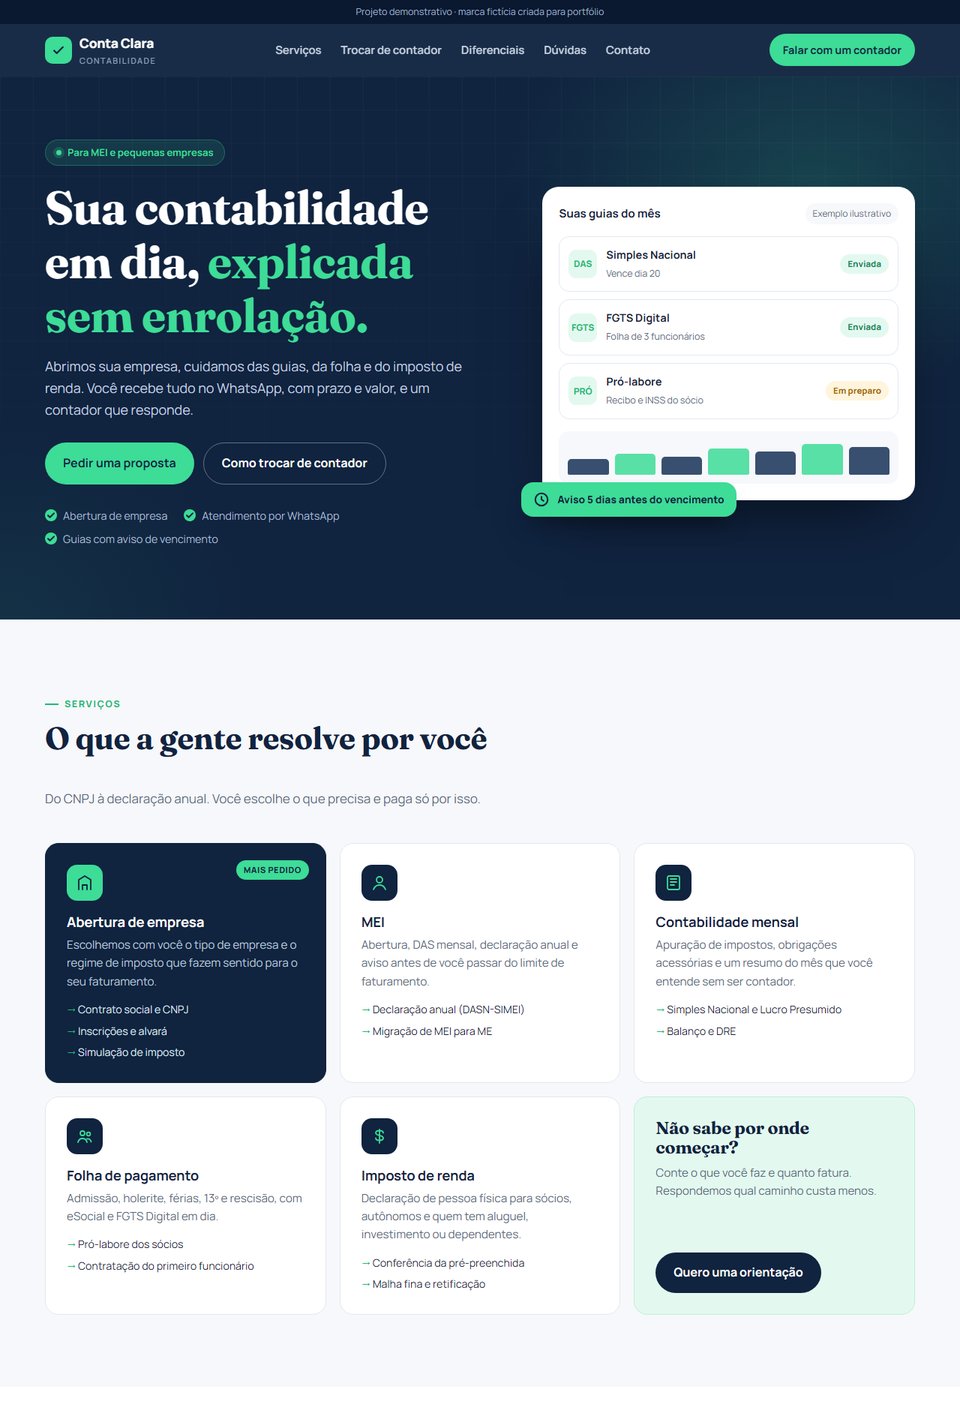 Projeto demonstrativo · marca fictícia criada para portfólio
Conta Clara
CONTABILIDADE
Serviços
Trocar de contador
Diferenciais
Dúvidas
Contato
Falar com um contador
Para MEI e pequenas empresas
Sua contabilidade
em dia, explicada
sem enrolação.
Abrimos sua empresa, cuidamos das guias, da folha e do imposto de
renda. Você recebe tudo no WhatsApp, com prazo e valor, e um
contador que responde.
Pedir uma proposta
Como trocar de contador
Abertura de empresa
Atendimento por WhatsApp
Guias com aviso de vencimento
Suas guias do mês
Exemplo ilustrativo
DAS
Simples Nacional
Vence dia 20
Enviada
FGTS
FGTS Digital
Folha de 3 funcionários
Enviada
PRÓ
Pró-labore
Recibo e INSS do sócio
Em preparo
Aviso 5 dias antes do vencimento
SERVIÇOS
O que a gente resolve por você
Do CNPJ à declaração anual. Você escolhe o que precisa e paga só por isso.
MAIS PEDIDO
Abertura de empresa
Escolhemos com você o tipo de empresa e o
regime de imposto que fazem sentido para o
seu faturamento.
→ Contrato social e CNPJ
→ Inscrições e alvará
→ Simulação de imposto
MEI
Abertura, DAS mensal, declaração anual e
aviso antes de você passar do limite de
faturamento.
→ Declaração anual (DASN-SIMEI)
→ Migração de MEI para ME
Contabilidade mensal
Apuração de impostos, obrigações
acessórias e um resumo do mês que você
entende sem ser contador.
→ Simples Nacional e Lucro Presumido
→ Balanço e DRE
Folha de pagamento
Admissão, holerite, férias, 13º e rescisão, com
eSocial e FGTS Digital em dia.
→ Pró-labore dos sócios
→ Contratação do primeiro funcionário
Imposto de renda
Declaração de pessoa física para sócios,
autônomos e quem tem aluguel,
investimento ou dependentes.
→ Conferência da pré-preenchida
→ Malha fina e retificação
Não sabe por onde
começar?
Conte o que você faz e quanto fatura.
Respondemos qual caminho custa menos.
Quero uma orientação